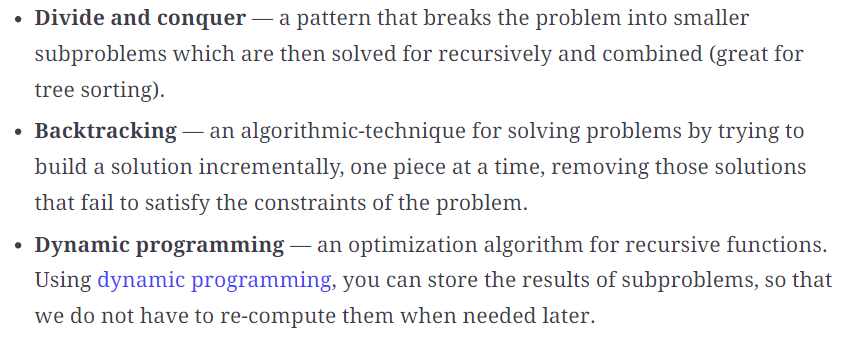 • Divide and conquer — a pattern that breaks the problem into smaller
subproblems which are then solved for recursively and combined (great for
tree sorting).
• Backtracking — an algorithmic-technique for solving problems by trying to
build a solution incrementally, one piece at a time, removing those solutions
that fail to satisfy the constraints of the problem.
• Dynamic programming — an optimization algorithm for recursive functions.
Using dynamic programming, you can store the results of subproblems, so that
we do not have to re-compute them when needed later.